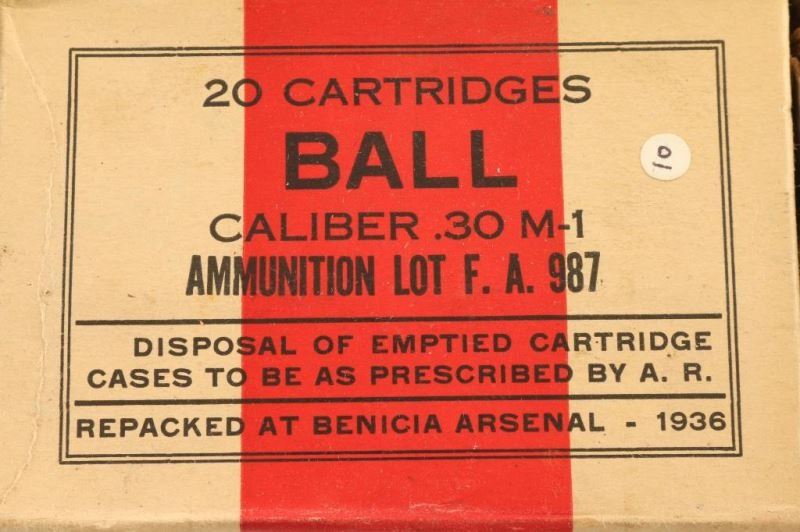 20 CARTRIDGES
BALL
10
CALIBER .30 M-1
AMMUNITION LOT F. A. 987
DISPOSAL OF EMPTIED CARTRIDGE
CASES TO BE AS PRESCRIBED BY A. R.
REPACKED AT BENICIA ARSENAL - 1936